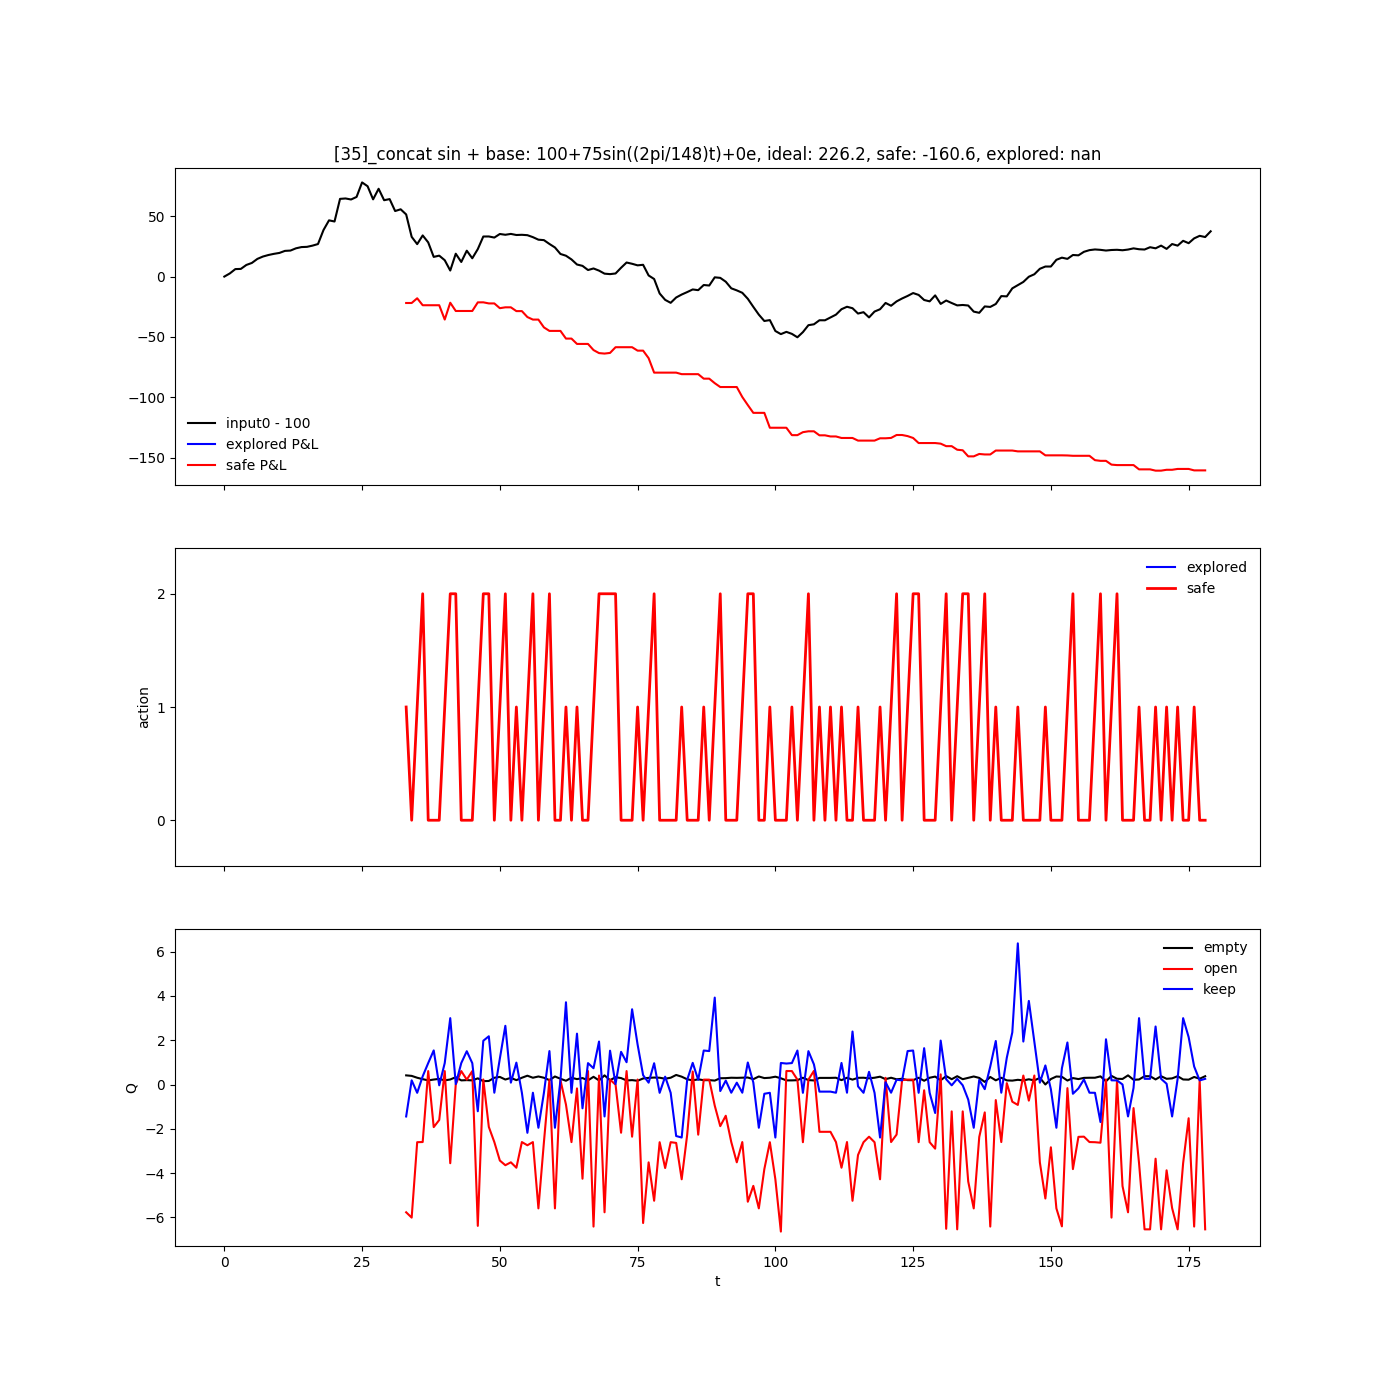 [35]_concat sin + base: 100+75sin((2pi/148)t)+0e, ideal: 226.2, safe: -160.6, explored: nan
50
0
−50
−100
−150
input0 - 100
explored P&L
safe P&L
2
1
0
action
explored
safe
6
4
2
0
−2
−4
−6
Q
empty
open
keep
0
25
50
75
100
125
150
175
t